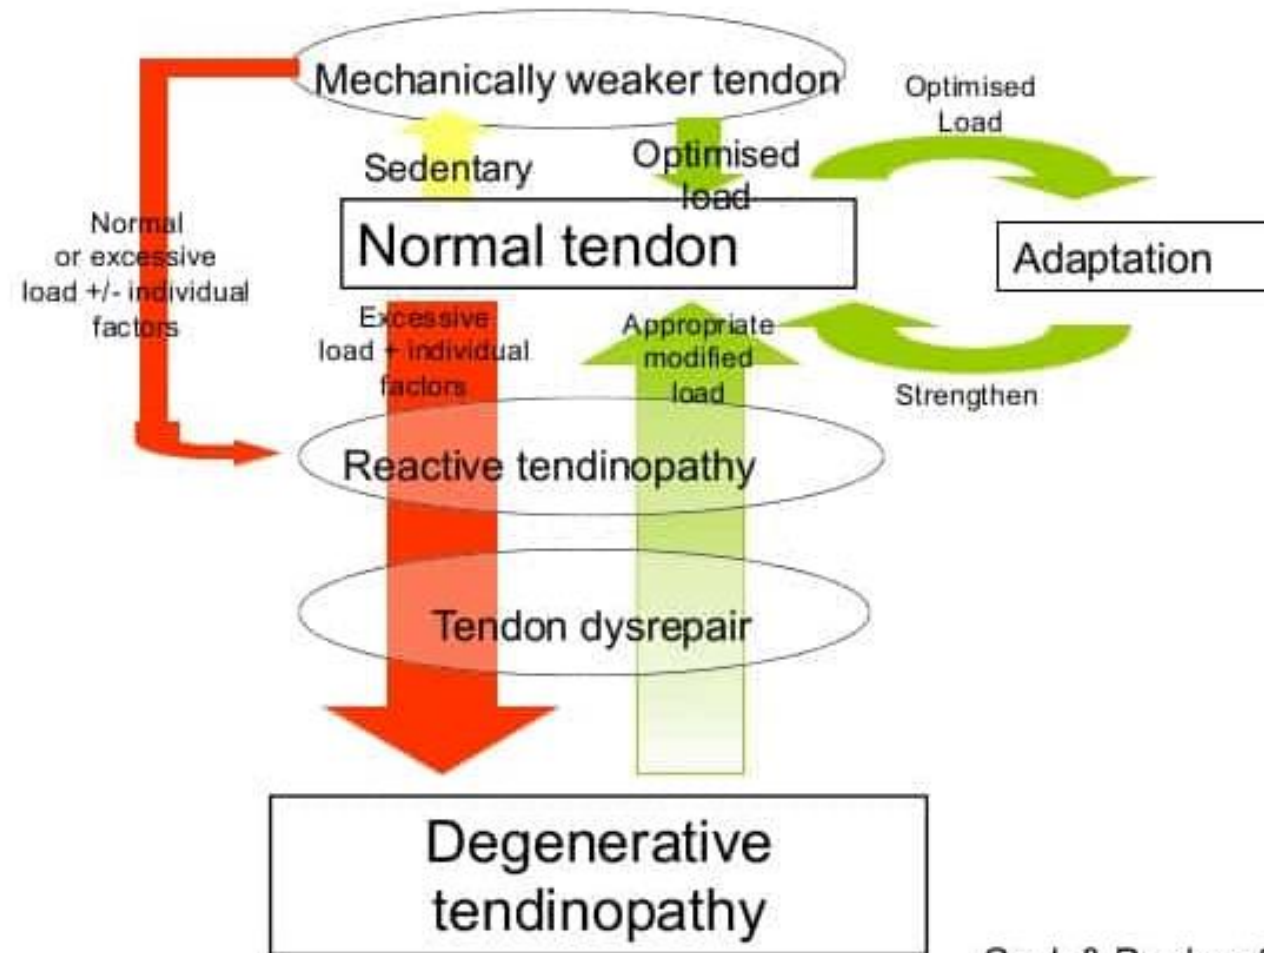 Mechanically weaker tendon
Optimised
Load
Sedentary
Optimised
load
Normal
or excessive
load +/- individual
factors
Normal tendon
Adaptation
Excessive
load + individual
factors
Appropriate
modified
load
Strengthen
Reactive tendinopathy
Tendon dysrepair
Degenerative
tendinopathy